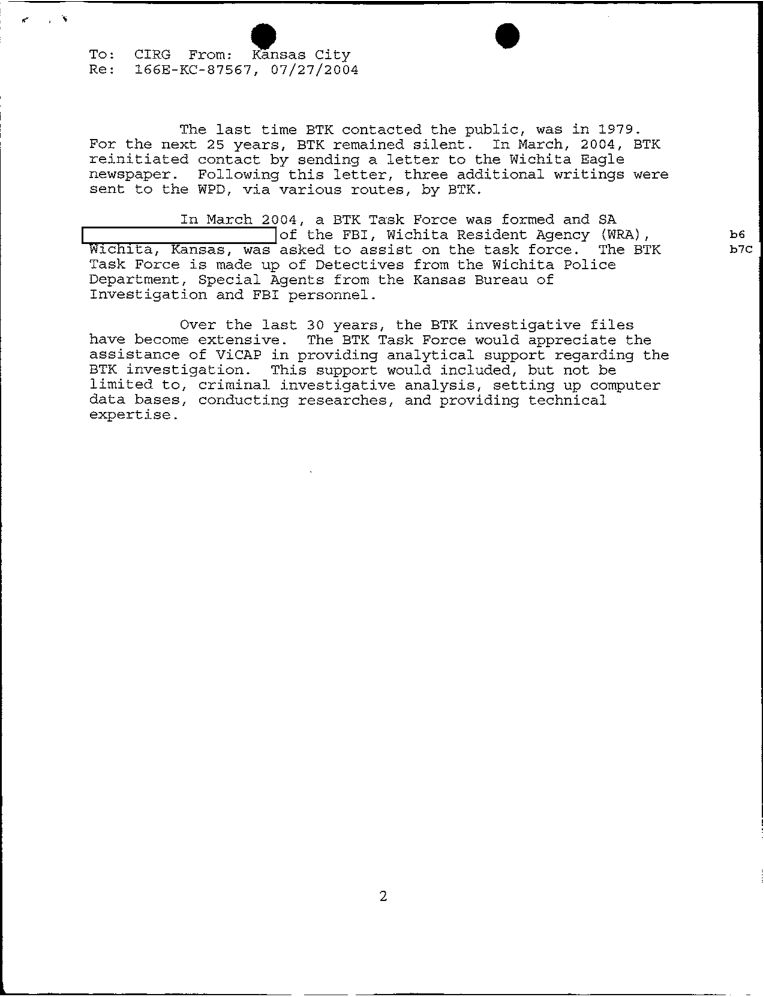 To: CIRG From: Kansas City
Re: 166E-KC-87567, 07/27/2004
The last time BTK contacted the public, was in 1979.
For the next 25 years, BTK remained silent. In March, 2004, BTK
reinitiated contact by sending a letter to the Wichita Eagle
newspaper. Following this letter, three additional writings were
sent to the WPD, via various routes, by BTK.
In March 2004, a BTK Task Force was formed and SA
of the FBI, Wichita Resident Agency (WRA), b6
Wichita, Kansas, was asked to assist on the task force. The BTK b7C
Task Force is made up of Detectives from the Wichita Police
Department, Special Agents from the Kansas Bureau of
Investigation and FBI personnel.
Over the last 30 years, the BTK investigative files
have become extensive. The BTK Task Force would appreciate the
assistance of ViCAP in providing analytical support regarding the
BTK investigation. This support would included, but not be
limited to, criminal investigative analysis, setting up computer
data bases, conducting researches, and providing technical
expertise.
2